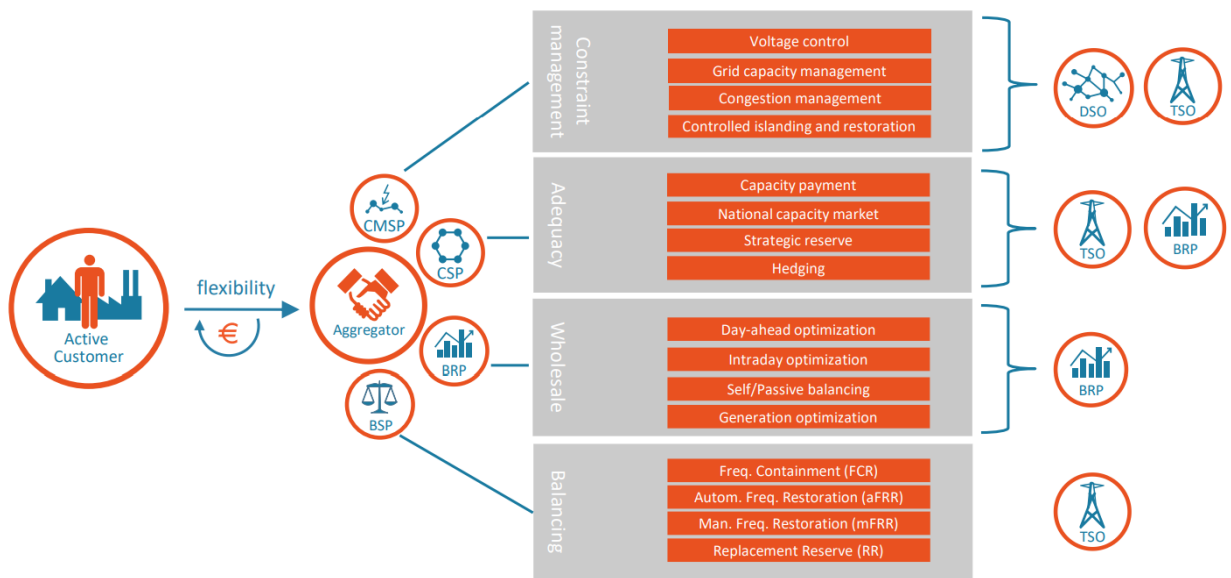 Active
Customer
flexibility
€
Aggregator
CMSP
CSP
BRP
BSP
Constraint
management
Voltage control
Grid capacity management
Congestion management
Controlled islanding and restoration
DSO
TSO
Adequacy
Capacity payment
National capacity market
Strategic reserve
Hedging
TSO
BRP
Wholesale
Day-ahead optimization
Intraday optimization
Self/Passive balancing
Generation optimization
BRP
Balancing
Freq. Containment (FCR)
Autom. Freq. Restoration (aFRR)
Man. Freq. Restoration (mFRR)
Replacement Reserve (RR)
TSO